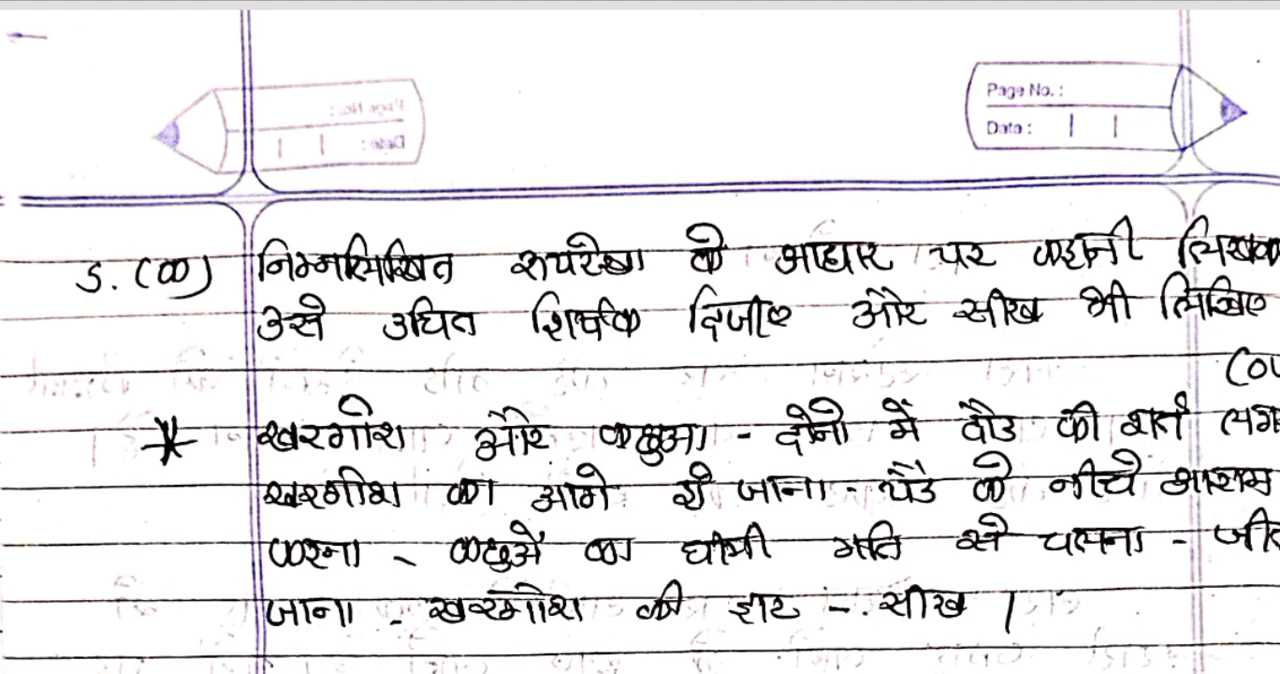 Page No. :
Date :
5. (क) निम्नलिखित रुपरेखा के आधार पर कहानी लिखकर
उसे उचित शिर्षक दिजीए और सीख भी लिखिए
खरगोश और कछुआ - दोनो में दौड की शर्त
खरगोश का आगे हो जाना - पेड के नीचे आराम
करना - कछुऐं का धीमी गति से चलना - जीत
जाना - खरगोश की हार - सीख ।